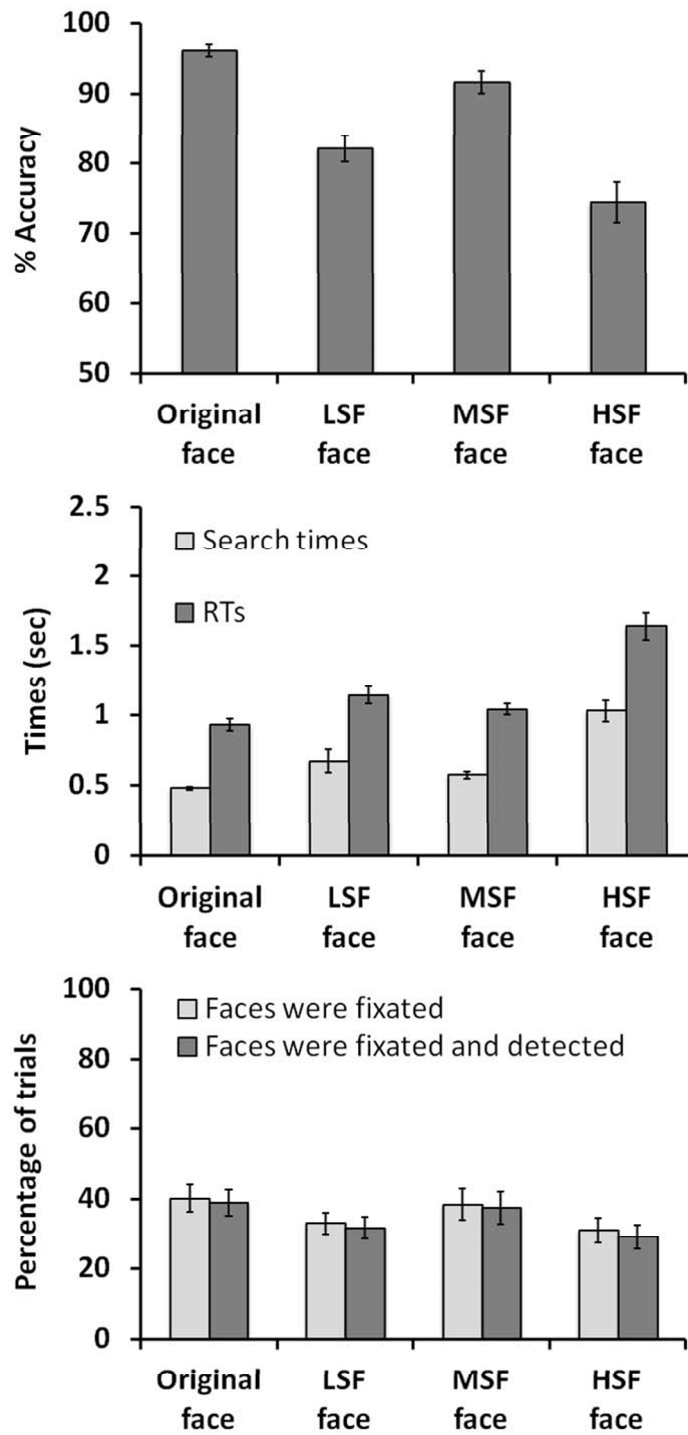 % Accuracy
100
90
80
70
60
50
Original face
LSF face
MSF face
HSF face
Times (sec)
2.5
2
1.5
1
0.5
0
Search times
RTs
Original face
LSF face
MSF face
HSF face
Percentage of trials
100
80
60
40
20
0
Faces were fixated
Faces were fixated and detected
Original face
LSF face
MSF face
HSF face